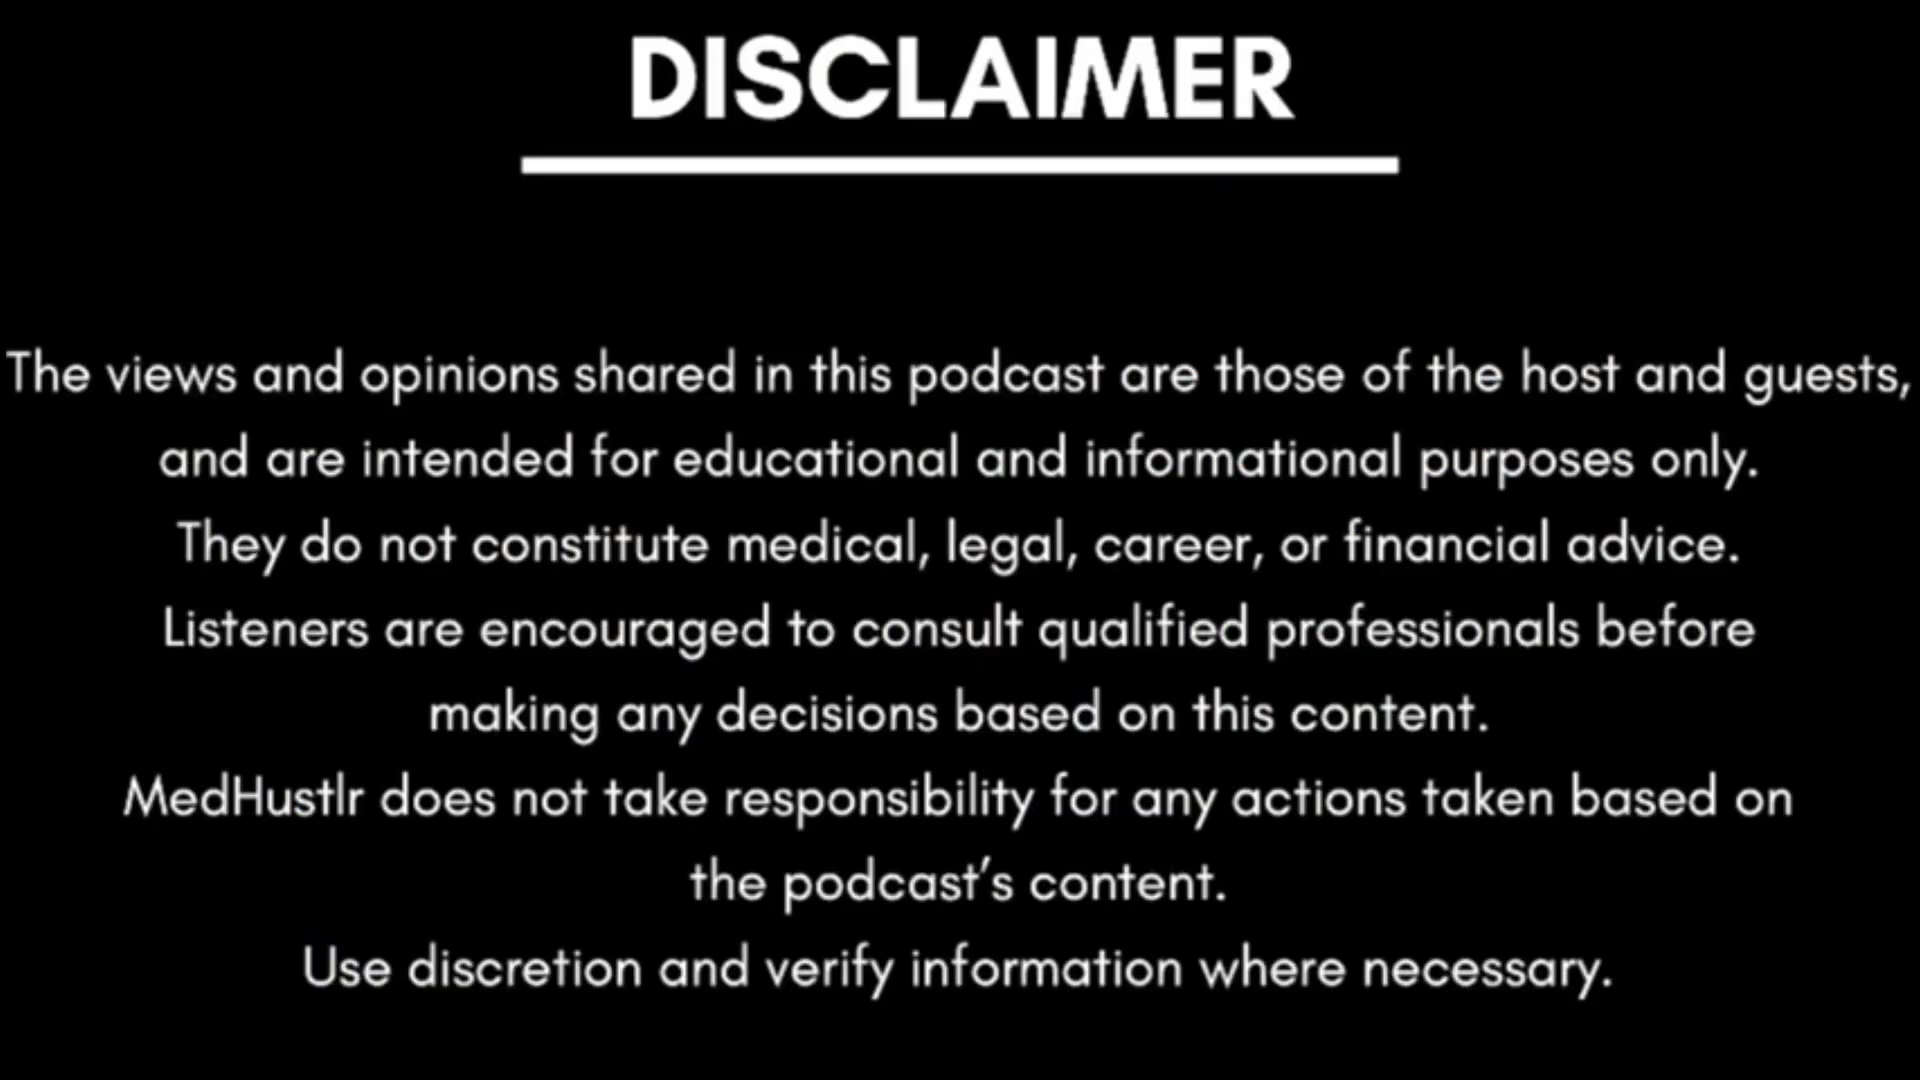 DISCLAIMER
The views and opinions shared in this podcast are those of the host and guests,
and are intended for educational and informational purposes only.
They do not constitute medical, legal, career, or financial advice.
Listeners are encouraged to consult qualified professionals before
making any decisions based on this content.
MedHustlr does not take responsibility for any actions taken based on
the podcast’s content.
Use discretion and verify information where necessary.